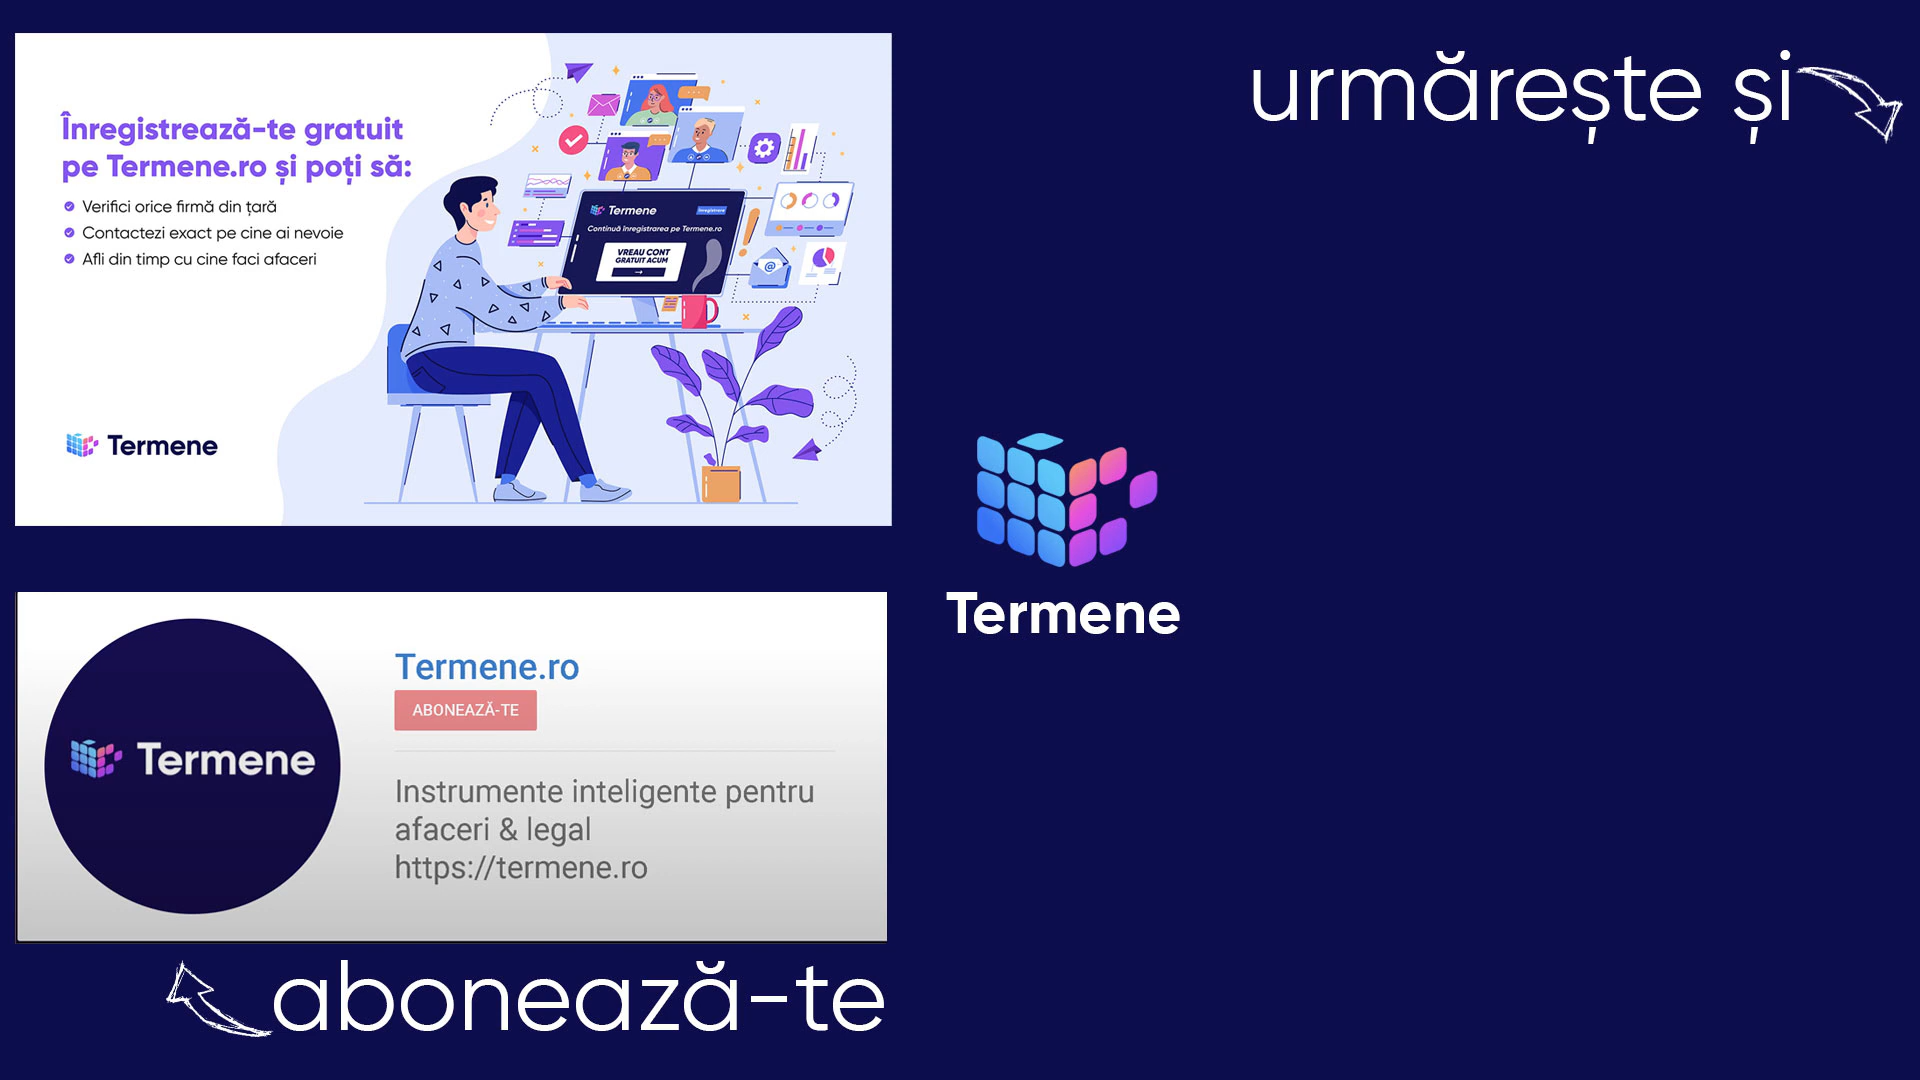 urmărește și
Înregistrează-te gratuit
pe Termene.ro și poți să:
Verifici orice firmă din țară
Contactezi exact pe cine ai nevoie
Afli din timp cu cine faci afaceri
Termene
Înregistrare
Continuă înregistrarea pe Termene.ro
VREAU CONT
GRATUIT ACUM
@
Termene
Termene
Termene.ro
ABONEAZĂ-TE
Termene
Instrumente inteligente pentru
afaceri & legal
https://termene.ro
abonează-te